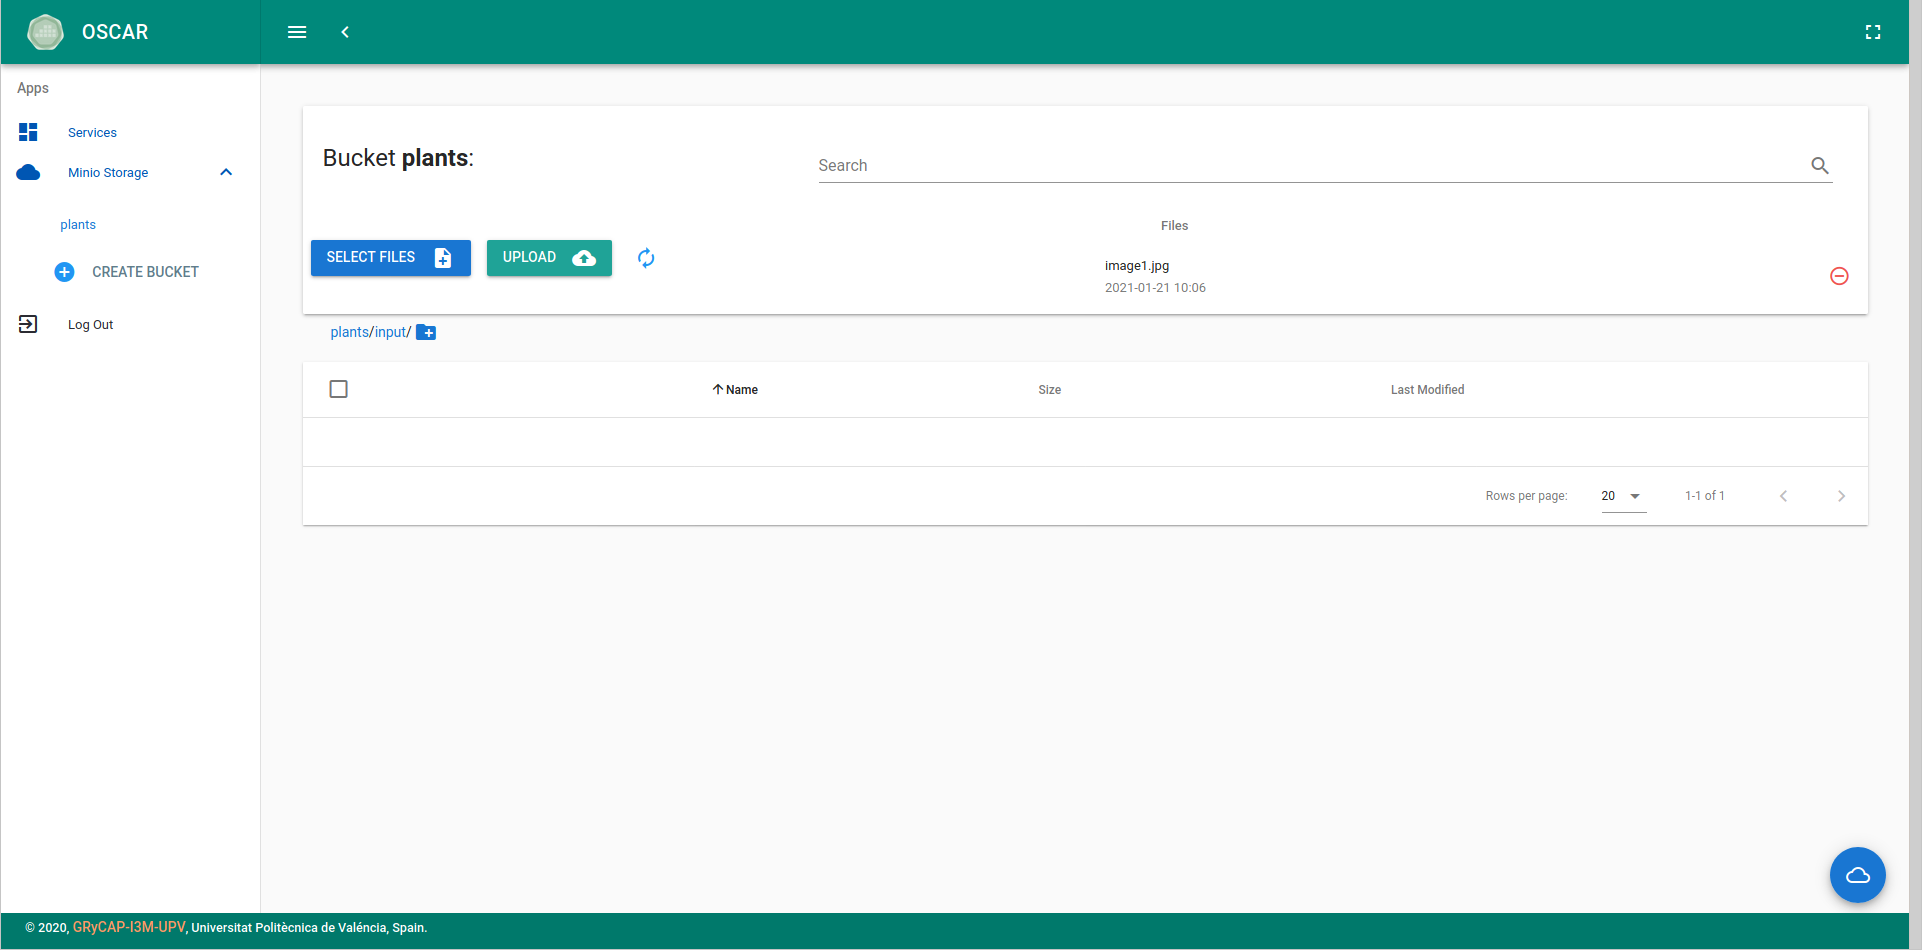 OSCAR
Apps
Services
Minio Storage
plants
CREATE BUCKET
Log Out
Bucket plants:
Search
SELECT FILES
UPLOAD
Files
image1.jpg
2021-01-21 10:06
plants/input/
Name
Size
Last Modified
Rows per page:
20
1-1 of 1
© 2020, GRyCAP-I3M-UPV, Universitat Politècnica de Valéncia, Spain.